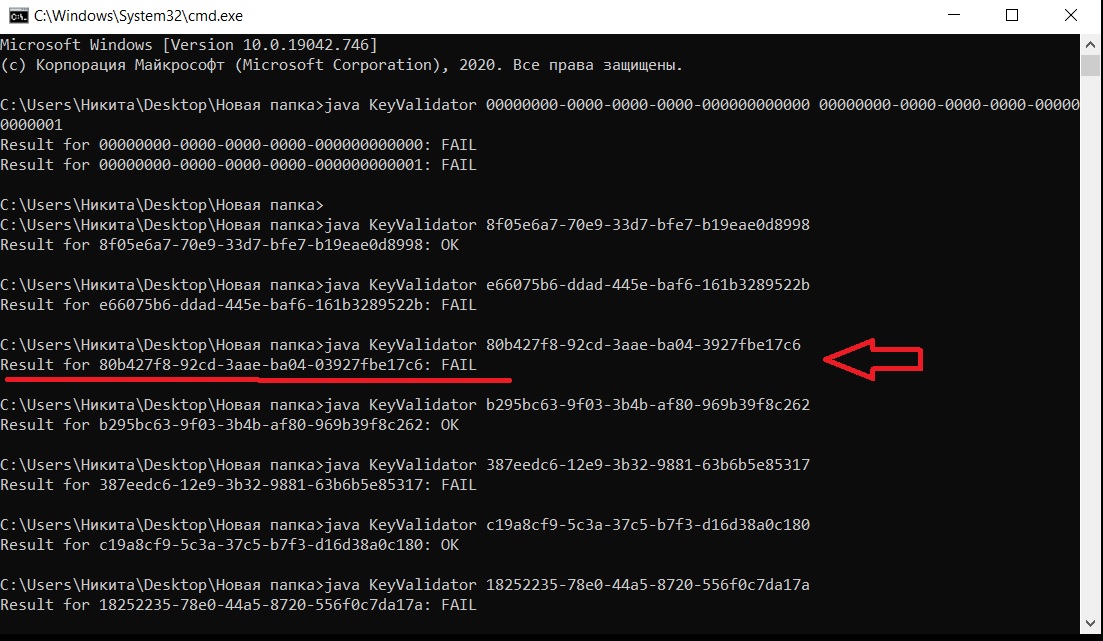 C:\Windows\System32\cmd.exe
Microsoft Windows [Version 10.0.19042.746]
(c) Корпорация Майкрософт (Microsoft Corporation), 2020. Все права защищены.
C:\Users\Никита\Desktop\Новая папка>java KeyValidator 00000000-0000-0000-0000-000000000000 00000000-0000-0000-0000-00000
0000001
Result for 00000000-0000-0000-0000-000000000000: FAIL
Result for 00000000-0000-0000-0000-000000000001: FAIL
C:\Users\Никита\Desktop\Новая папка>
C:\Users\Никита\Desktop\Новая папка>java KeyValidator 8f05e6a7-70e9-33d7-bfe7-b19eae0d8998
Result for 8f05e6a7-70e9-33d7-bfe7-b19eae0d8998: OK
C:\Users\Никита\Desktop\Новая папка>java KeyValidator e66075b6-ddad-445e-baf6-161b3289522b
Result for e66075b6-ddad-445e-baf6-161b3289522b: FAIL
C:\Users\Никита\Desktop\Новая папка>java KeyValidator 80b427f8-92cd-3aae-ba04-3927fbe17c6
Result for 80b427f8-92cd-3aae-ba04-03927fbe17c6: FAIL
C:\Users\Никита\Desktop\Новая папка>java KeyValidator b295bc63-9f03-3b4b-af80-969b39f8c262
Result for b295bc63-9f03-3b4b-af80-969b39f8c262: OK
C:\Users\Никита\Desktop\Новая папка>java KeyValidator 387eedc6-12e9-3b32-9881-63b6b5e85317
Result for 387eedc6-12e9-3b32-9881-63b6b5e85317: FAIL
C:\Users\Никита\Desktop\Новая папка>java KeyValidator c19a8cf9-5c3a-37c5-b7f3-d16d38a0c180
Result for c19a8cf9-5c3a-37c5-b7f3-d16d38a0c180: OK
C:\Users\Никита\Desktop\Новая папка>java KeyValidator 18252235-78e0-44a5-8720-556f0c7da17a
Result for 18252235-78e0-44a5-8720-556f0c7da17a: FAIL